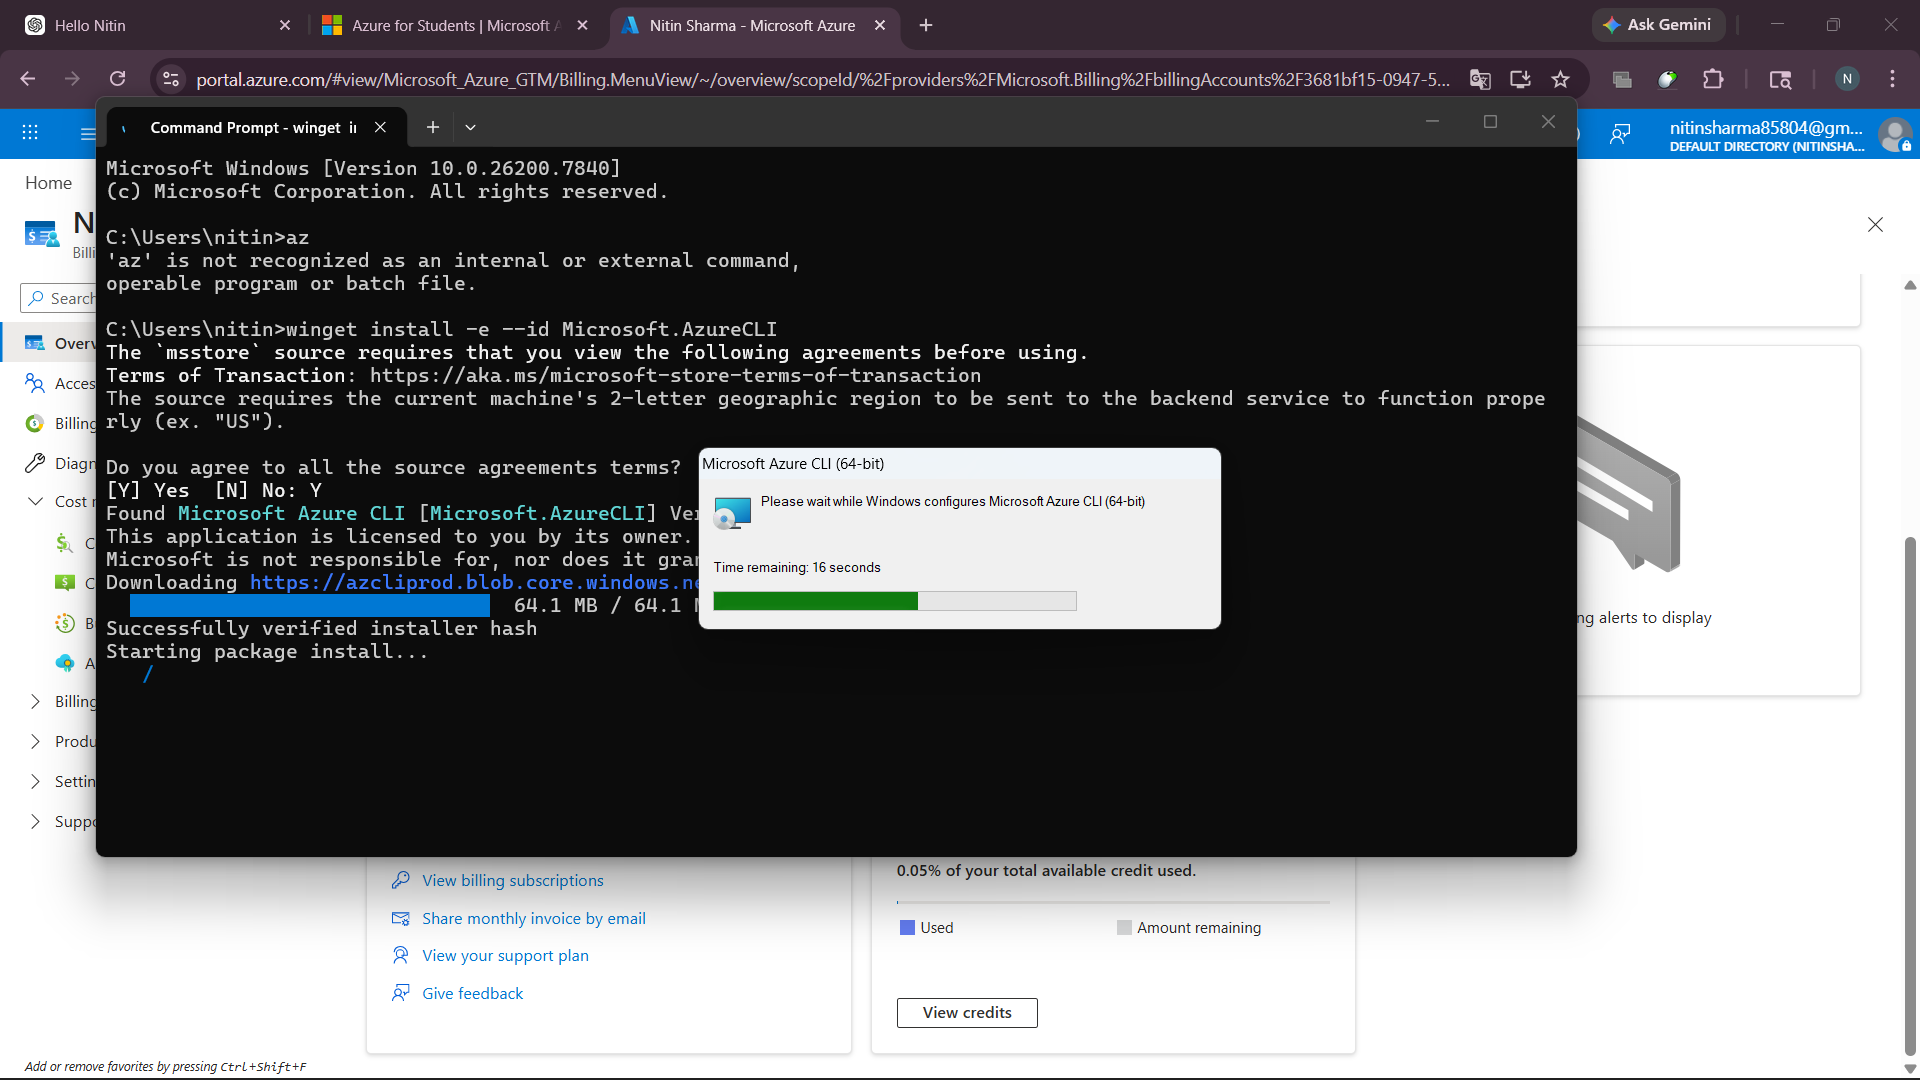 Hello Nitin
Azure for Students | Microsoft
Nitin Sharma - Microsoft Azure
Ask Gemini
portal.azure.com/#view/Microsoft_Azure_GTM/Billing.MenuView/~/overview/scopeId/%2Fproviders%2FMicrosoft.Billing%2FbillingAccounts%2F3681bf15-0947-5...
N
nitinsharma85804@gm...
DEFAULT DIRECTORY (NITINSHA...
Home
N
Billi
Search
Overv
Acces
Billing
Diagn
Cost r
C
C
B
A
Billing
Produ
Settin
Suppo
Command Prompt - winget
Microsoft Windows [Version 10.0.26200.7840]
(c) Microsoft Corporation. All rights reserved.
C:\Users\nitin>az
'az' is not recognized as an internal or external command,
operable program or batch file.
C:\Users\nitin>winget install -e --id Microsoft.AzureCLI
The `msstore` source requires that you view the following agreements before using.
Terms of Transaction: https://aka.ms/microsoft-store-terms-of-transaction
The source requires the current machine's 2-letter geographic region to be sent to the backend service to function prope
rly (ex. "US").
Do you agree to all the source agreements terms?
[Y] Yes  [N] No: Y
Found Microsoft Azure CLI [Microsoft.AzureCLI] Ver
This application is licensed to you by its owner.
Microsoft is not responsible for, nor does it gran
Downloading https://azcliprod.blob.core.windows.ne
64.1 MB / 64.1 M
Successfully verified installer hash
Starting package install...
/
Microsoft Azure CLI (64-bit)
Please wait while Windows configures Microsoft Azure CLI (64-bit)
Time remaining: 16 seconds
ng alerts to display
View billing subscriptions
Share monthly invoice by email
View your support plan
Give feedback
0.05% of your total available credit used.
Used
Amount remaining
View credits
Add or remove favorites by pressing Ctrl+Shift+F